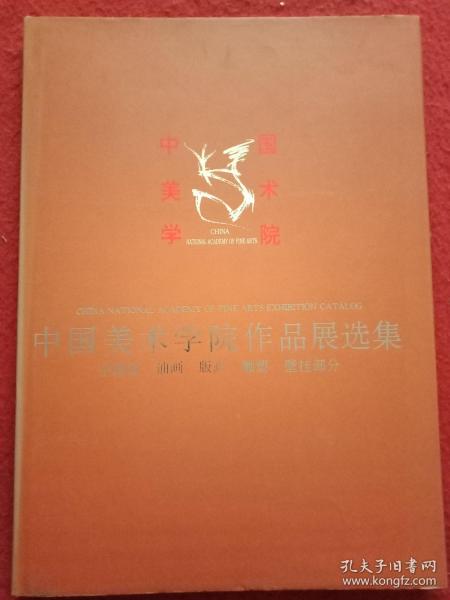 中 国
美 术
学 院
CHINA
NATIONAL ACADEMY OF FINE ARTS
CHINA NATIONAL ACADEMY OF FINE ARTS EXHIBITION CATALOG
中国美术学院作品展选集
油画 版画 雕塑 壁挂部分
孔夫子旧书网
www.kongfz.com